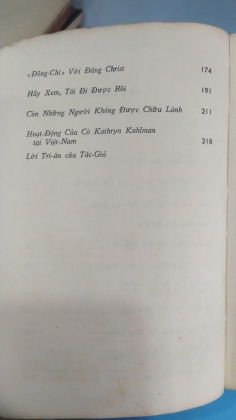 «Đồng-Chí» Với Đấng Christ 174
Hãy Xem, Tôi Đi Được Rồi 191
Còn Những Người Không Được Chữa Lành 211
Hoạt-Động Của Cô Kathryn Kuhlman
tại Việt-Nam 218
Lời Tri-ân của Tác-Giả